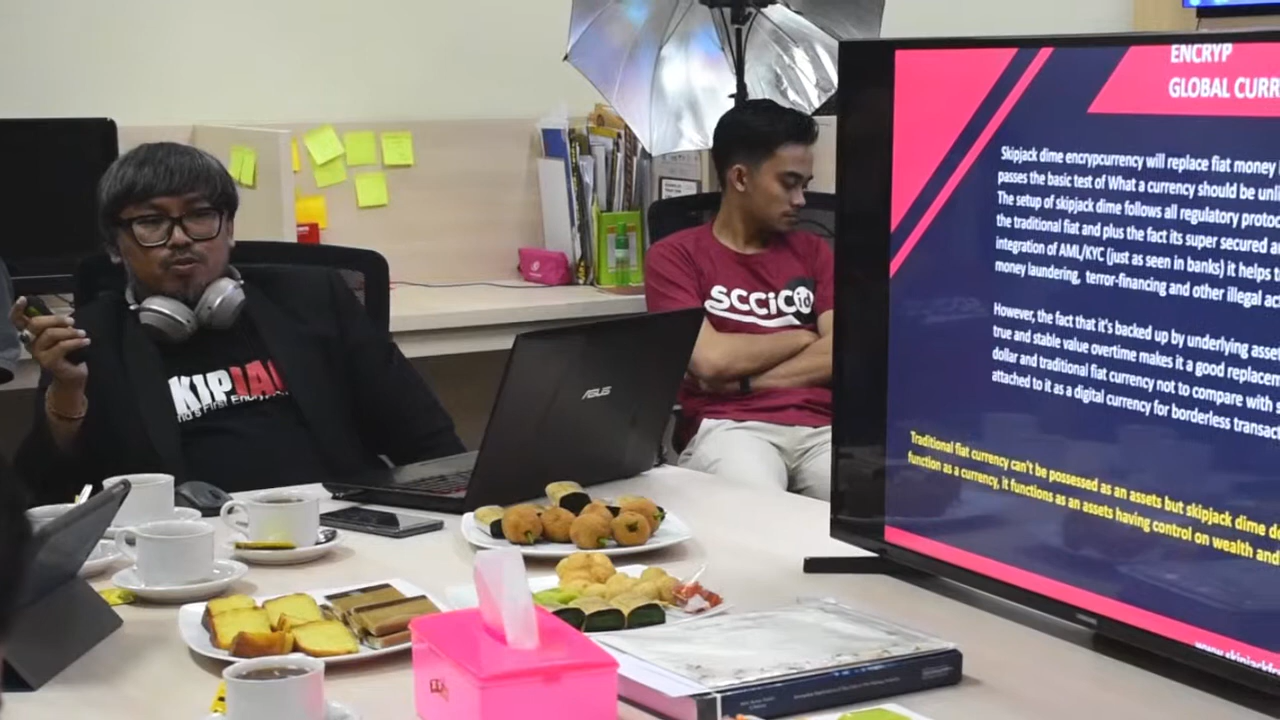 ENCRYP
GLOBAL CURR
Skipjack dime encrypcurrency will replace fiat money
passes the basic test of What a currency should be unli
The setup of skipjack dime follows all regulatory protoc
the traditional fiat and plus the fact its super secured a
integration of AML/KYC (just as seen in banks) it helps t
money laundering, terror-financing and other illegal ac
However, the fact that it's backed up by underlying asset
true and stable value overtime makes it a good replacem
dollar and traditional fiat currency not to compare with s
attached to it as a digital currency for borderless transact
Traditional fiat currency can't be possessed as an assets but skipjack dime d
function as a currency, it functions as an assets having control on wealth and
www.skipjackf
SCCiC id
KIPJA
First Encry
ASUS